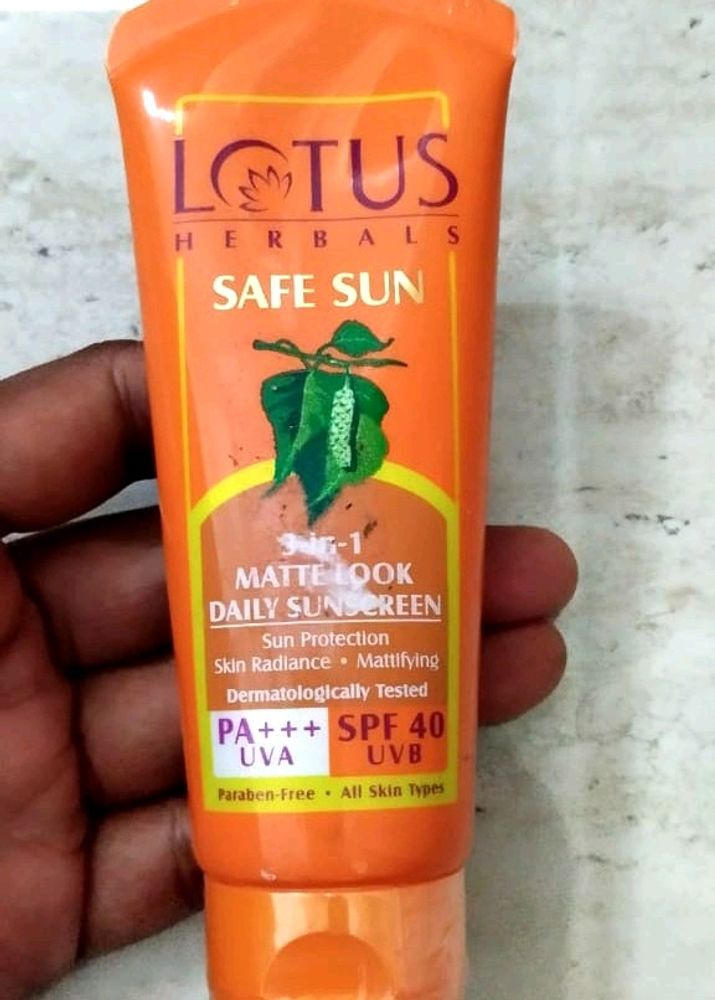 LOTUS
HERBALS
SAFE SUN
3-in-1
MATTE LOOK
DAILY SUNSCREEN
Sun Protection
Skin Radiance • Mattifying
Dermatologically Tested
PA+++ SPF 40
UVA UVB
Paraben-Free • All Skin Types